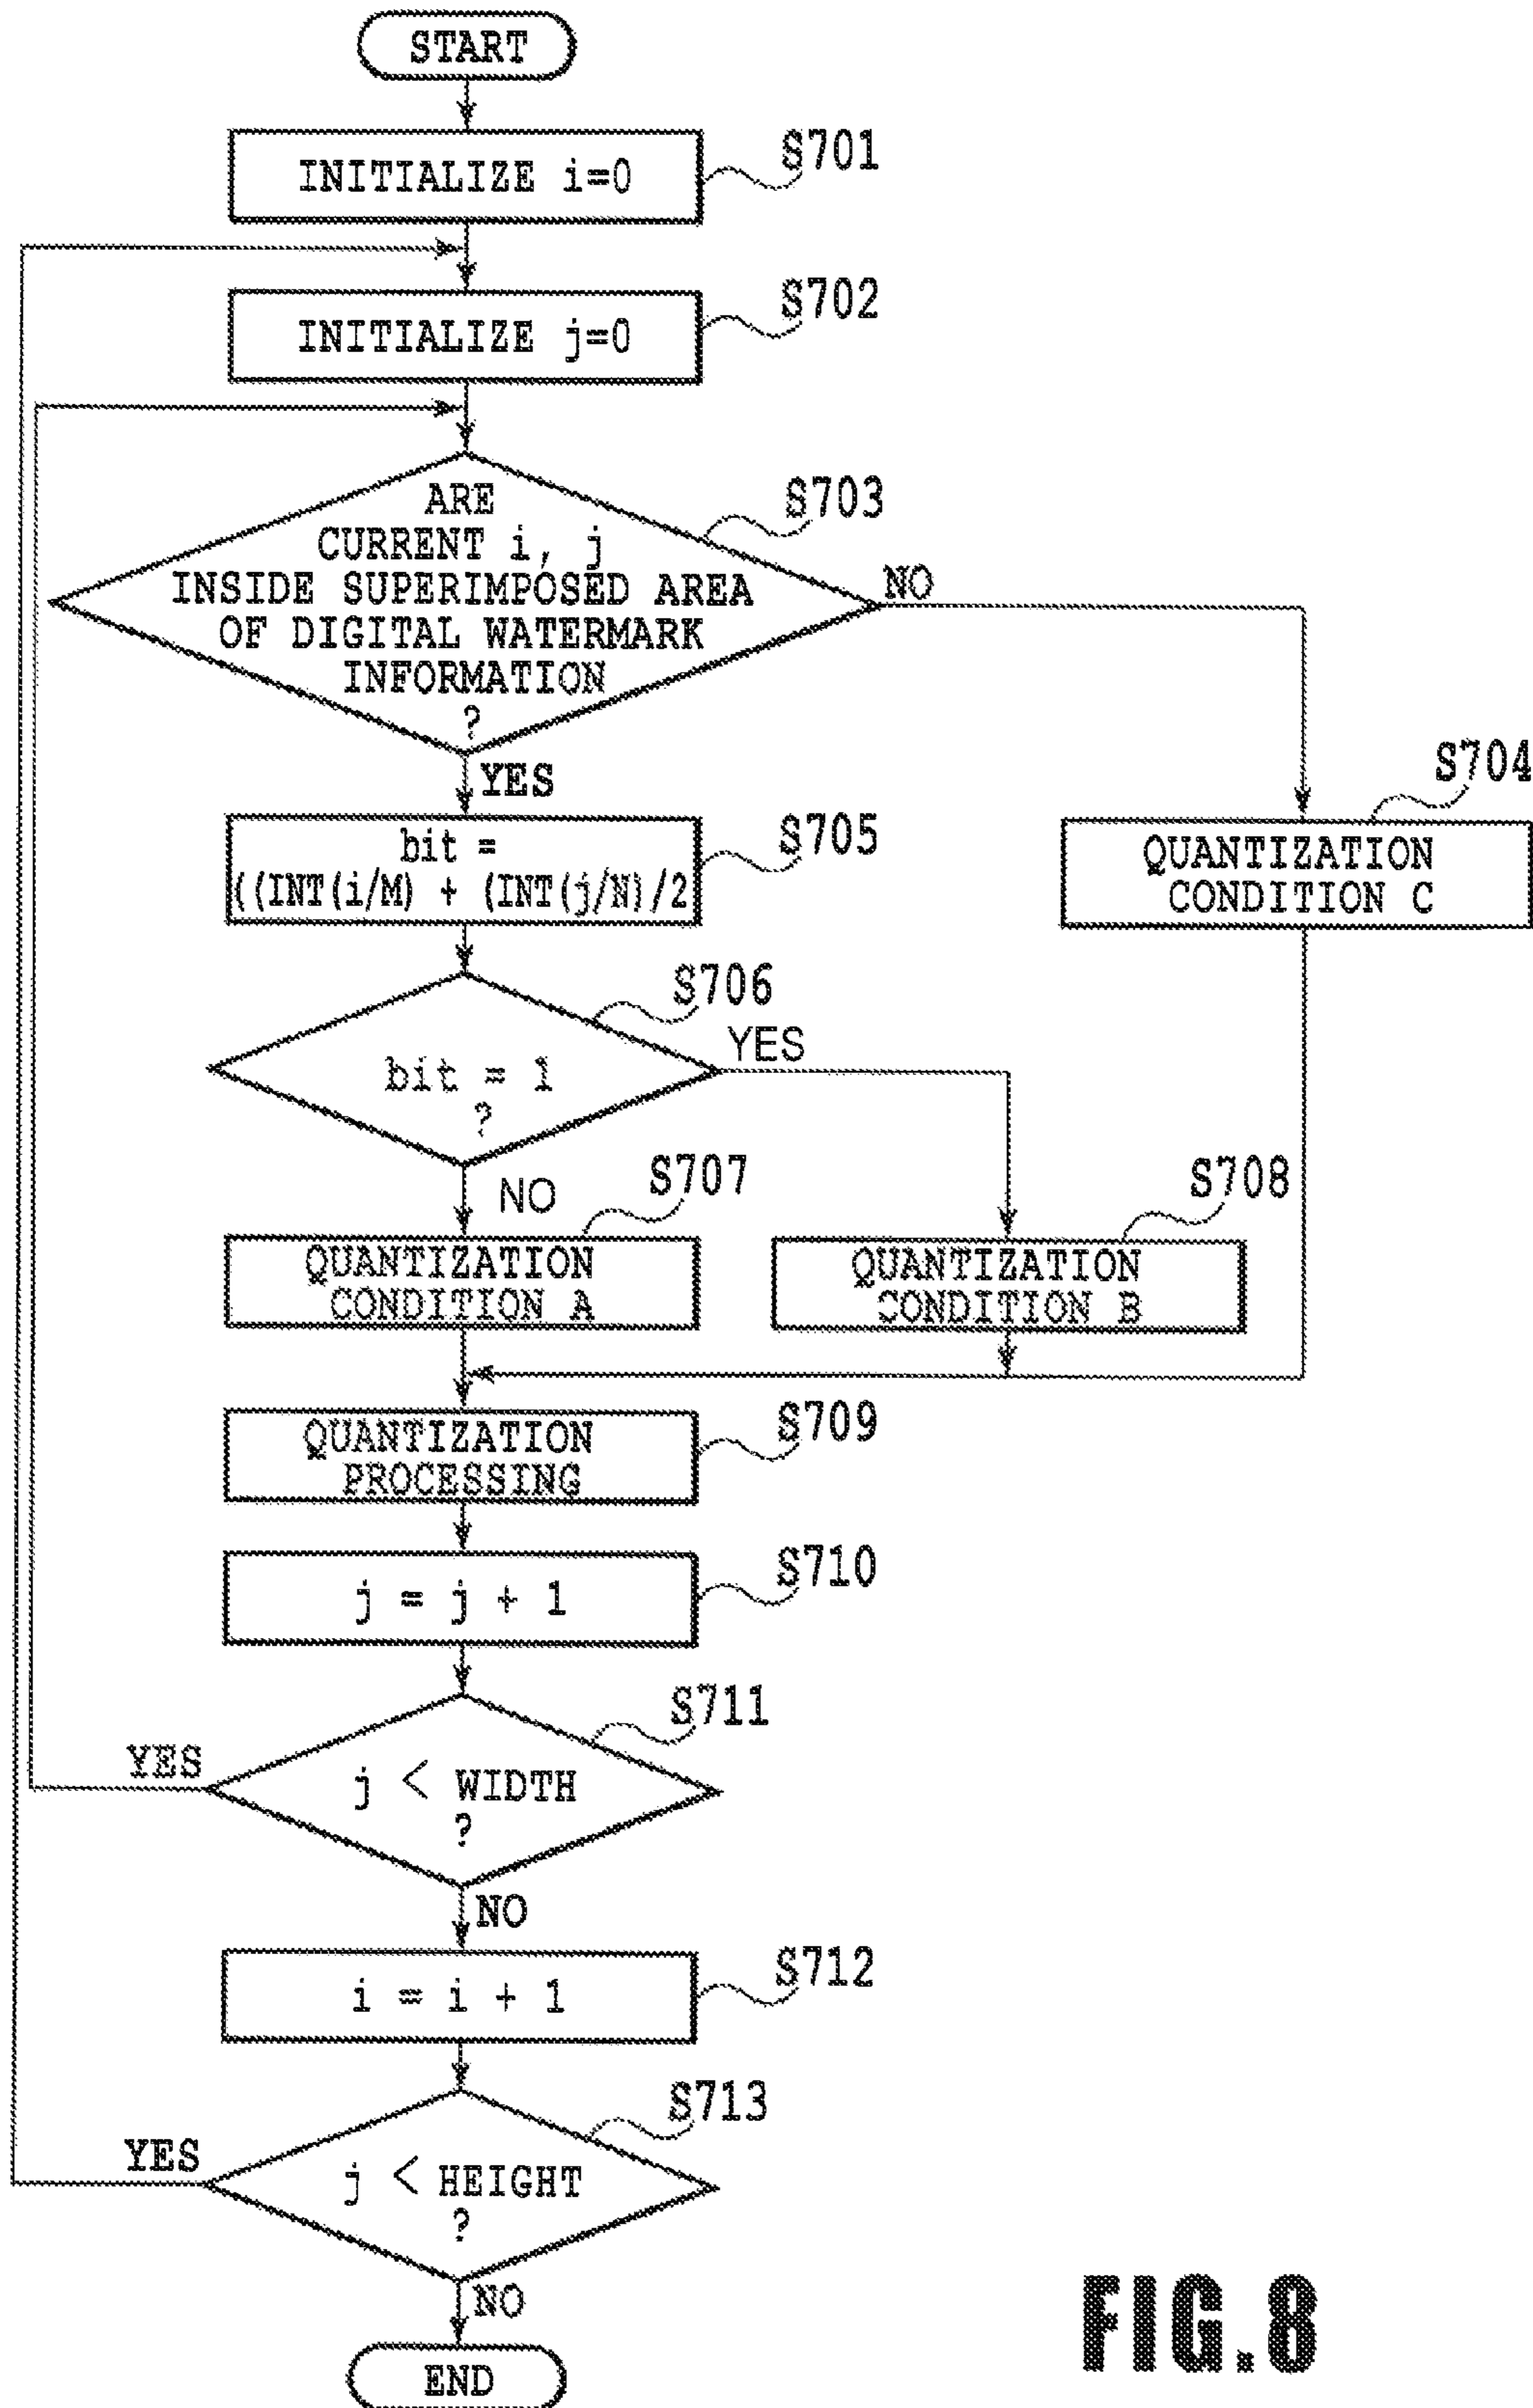 START
INITIALIZE i=0
S701
INITIALIZE j=0
S702
ARE
CURRENT i, j
INSIDE SUPERIMPOSED AREA
OF DIGITAL WATERMARK
INFORMATION
?
S703
NO
YES
S704
QUANTIZATION
CONDITION C
bit =
((INT(i/M) + (INT(j/N)/2
S705
S706
bit = 1
?
YES
NO
S707
QUANTIZATION
CONDITION A
S708
QUANTIZATION
CONDITION B
QUANTIZATION
PROCESSING
S709
j = j + 1
S710
S711
j < WIDTH
?
YES
NO
i = i + 1
S712
S713
j < HEIGHT
?
YES
NO
END
FIG.8